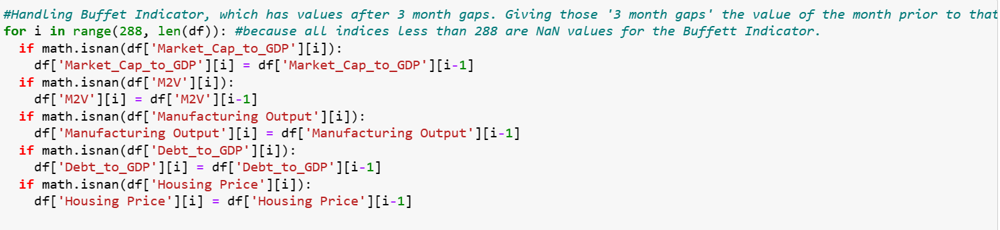 #Handling Buffet Indicator, which has values after 3 month gaps. Giving those '3 month gaps' the value of the month prior to that
for i in range(288, len(df)): #because all indices less than 288 are NaN values for the Buffett Indicator.
  if math.isnan(df['Market_Cap_to_GDP'][i]):
    df['Market_Cap_to_GDP'][i] = df['Market_Cap_to_GDP'][i-1]
  if math.isnan(df['M2V'][i]):
    df['M2V'][i] = df['M2V'][i-1]
  if math.isnan(df['Manufacturing Output'][i]):
    df['Manufacturing Output'][i] = df['Manufacturing Output'][i-1]
  if math.isnan(df['Debt_to_GDP'][i]):
    df['Debt_to_GDP'][i] = df['Debt_to_GDP'][i-1]
  if math.isnan(df['Housing Price'][i]):
    df['Housing Price'][i] = df['Housing Price'][i-1]